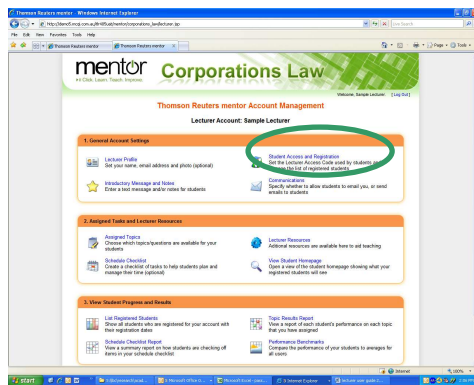 Thomson Reuters mentor - Windows Internet Explorer
File Edit View Favorites Tools Help
Thomson Reuters mentor
Thomson Reuters mentor
Page
Tools
mentor
Click. Learn. Teach. Improve.
Corporations Law
Welcome, Sample Lecturer. [Log Out]
Thomson Reuters mentor Account Management
Lecturer Account: Sample Lecturer
1. General Account Settings
Lecturer Profile
Set your name, email address and photo (optional)
Student Access and Registration
Set the Lecturer Access Code used by students
the list of registered students
Introductory Message and Notes
Enter a text message and/or notes for students
Communications
Specify whether to allow students to email you, or send
emails to students
2. Assigned Tasks and Lecturer Resources
Assigned Topics
Choose which topics/questions are available for your
students
Lecturer Resources
Additional resources are available here to aid teaching
Schedule Checklist
Create a checklist of tasks to help students plan and
manage their time (optional)
View Student Homepage
Open a view of the student homepage showing what your
registered students will see
3. View Student Progress and Results
List Registered Students
Show all students who are registered for your account with
their registration dates
Topic Results Report
View a report of each student's performance on each topic
that you have assigned
Schedule Checklist Report
View a summary report on how students are checking off
items in your schedule checklist
Performance Benchmarks
Compare the performance of your students to averages for
all users
Internet
100%
start